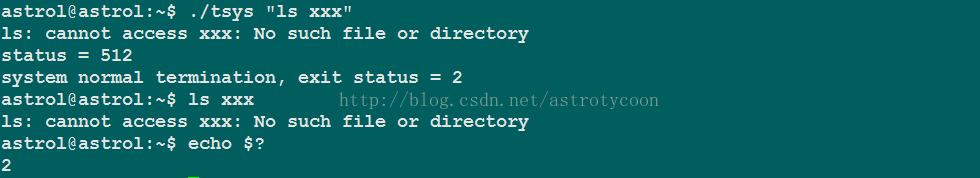 astrol@astrol:~$ ./tsys "ls xxx"
ls: cannot access xxx: No such file or directory
status = 512
system normal termination, exit status = 2
astrol@astrol:~$ ls xxx
http://blog.csdn.net/astrotycoon
ls: cannot access xxx: No such file or directory
astrol@astrol:~$ echo $?
2